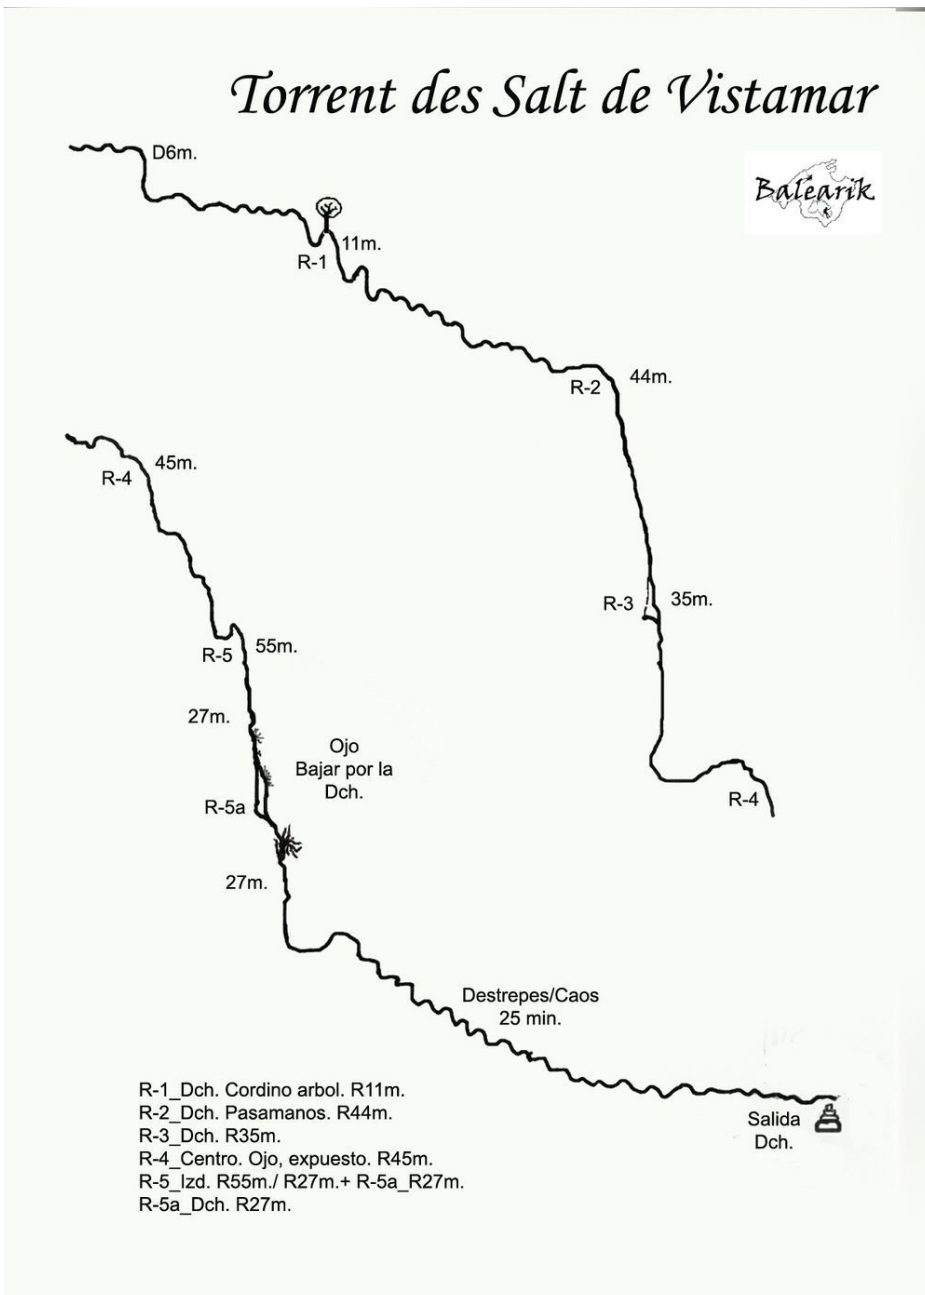 Torrent des Salt de Vistamar
Balearik
D6m.
11m.
R-1
R-2
44m.
R-3
35m.
R-4
R-4
45m.
R-5
55m.
27m.
Ojo
Bajar por la
Dch.
R-5a
27m.
Destrepes/Caos
25 min.
Salida
Dch.
R-1_Dch. Cordino arbol. R11m.
R-2_Dch. Pasamanos. R44m.
R-3_Dch. R35m.
R-4_Centro. Ojo, expuesto. R45m.
R-5_Izd. R55m./ R27m.+ R-5a_R27m.
R-5a_Dch. R27m.